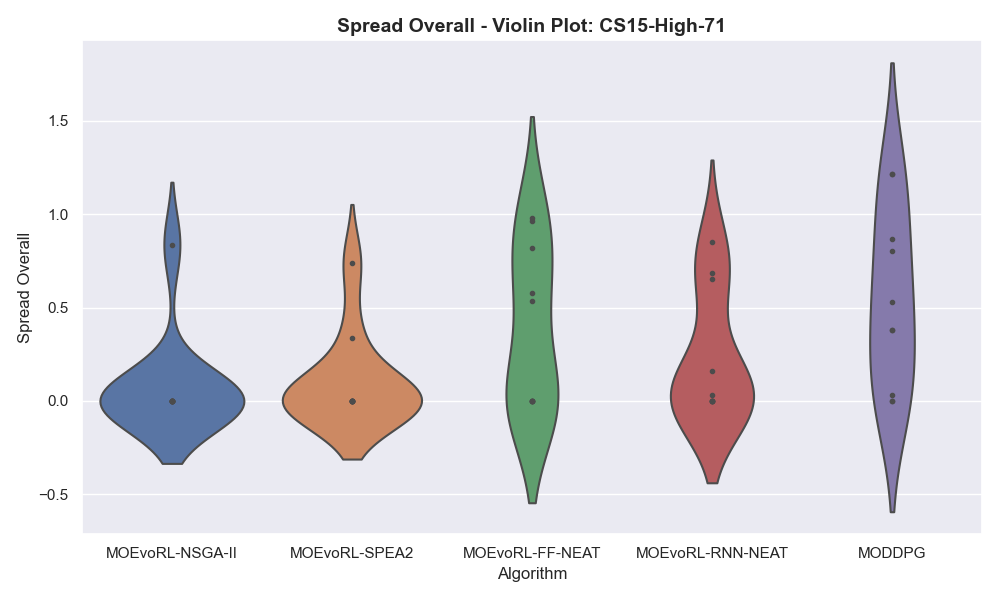 Spread Overall - Violin Plot: CS15-High-71
Spread Overall
1.5
1.0
0.5
0.0
−0.5
MOEvoRL-NSGA-II
MOEvoRL-SPEA2
MOEvoRL-FF-NEAT
MOEvoRL-RNN-NEAT
MODDPG
Algorithm